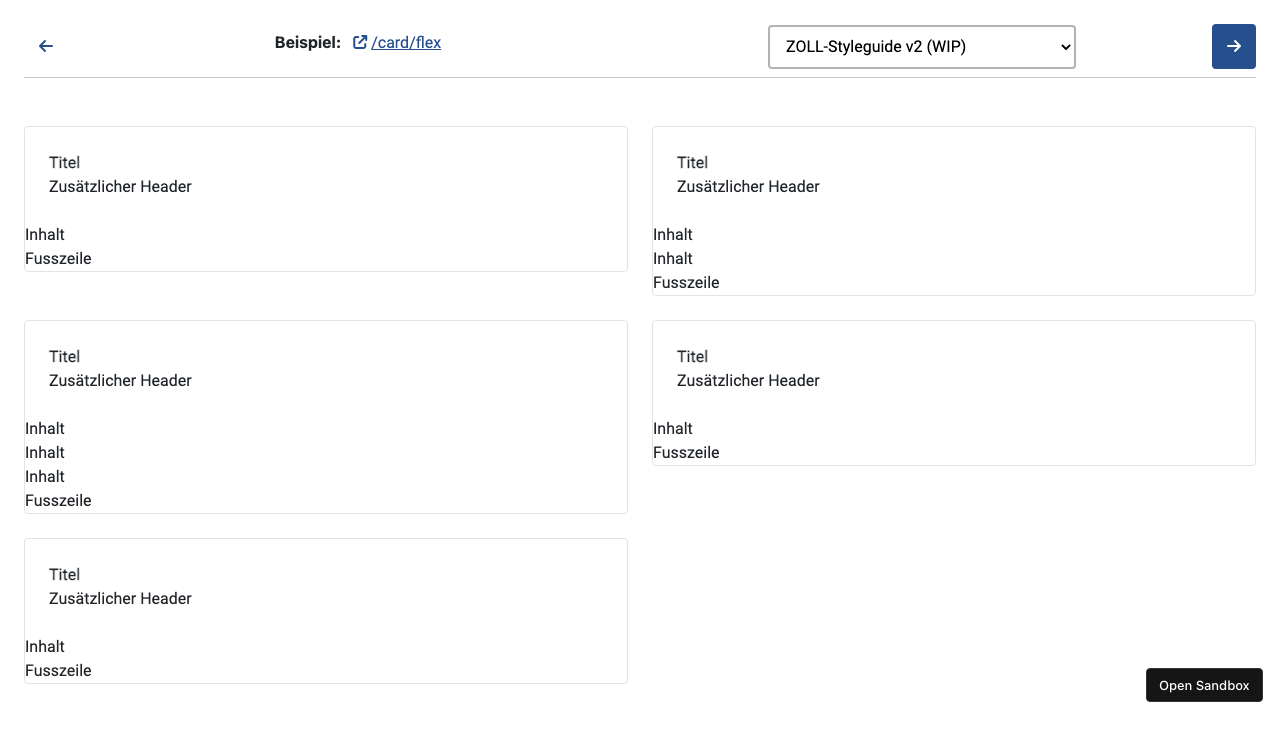 Beispiel: /card/flex
ZOLL-Styleguide v2 (WIP)
Titel
Zusätzlicher Header
Inhalt
Fusszeile
Titel
Zusätzlicher Header
Inhalt
Inhalt
Fusszeile
Titel
Zusätzlicher Header
Inhalt
Inhalt
Inhalt
Fusszeile
Titel
Zusätzlicher Header
Inhalt
Fusszeile
Titel
Zusätzlicher Header
Inhalt
Fusszeile
Open Sandbox